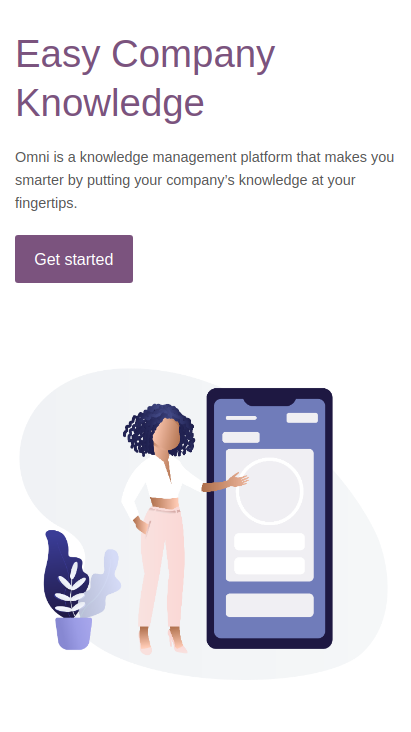 Easy Company
Knowledge
Omni is a knowledge management platform that makes you
smarter by putting your company’s knowledge at your
fingertips.
Get started